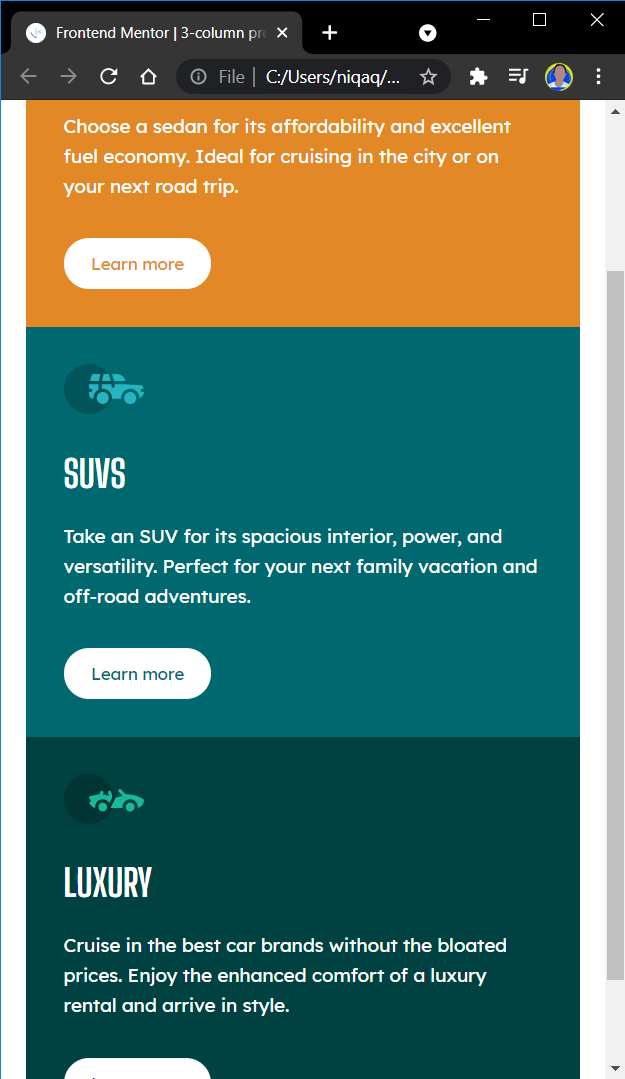 Frontend Mentor | 3-column pre
File | C:/Users/niqaq/...
Choose a sedan for its affordability and excellent
fuel economy. Ideal for cruising in the city or on
your next road trip.
Learn more
SUVS
Take an SUV for its spacious interior, power, and
versatility. Perfect for your next family vacation and
off-road adventures.
Learn more
LUXURY
Cruise in the best car brands without the bloated
prices. Enjoy the enhanced comfort of a luxury
rental and arrive in style.